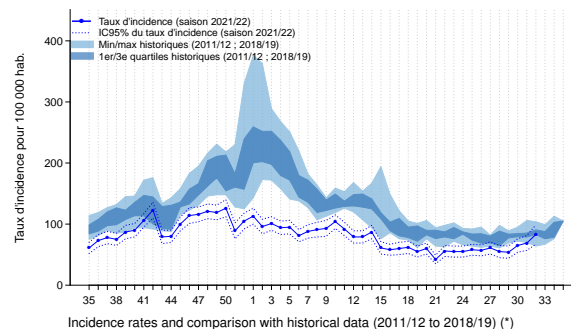 Taux d'incidence (saison 2021/22)
IC95% du taux d'incidence (saison 2021/22)
Min/max historiques (2011/12 ; 2018/19)
1er/3e quartiles historiques (2011/12 ; 2018/19)
Taux d'incidence pour 100 000 hab.
400
300
200
100
0
35 38 41 44 47 50 1 3 5 7 9 12 15 18 21 24 27 30 33
Incidence rates and comparison with historical data (2011/12 to 2018/19) (*)